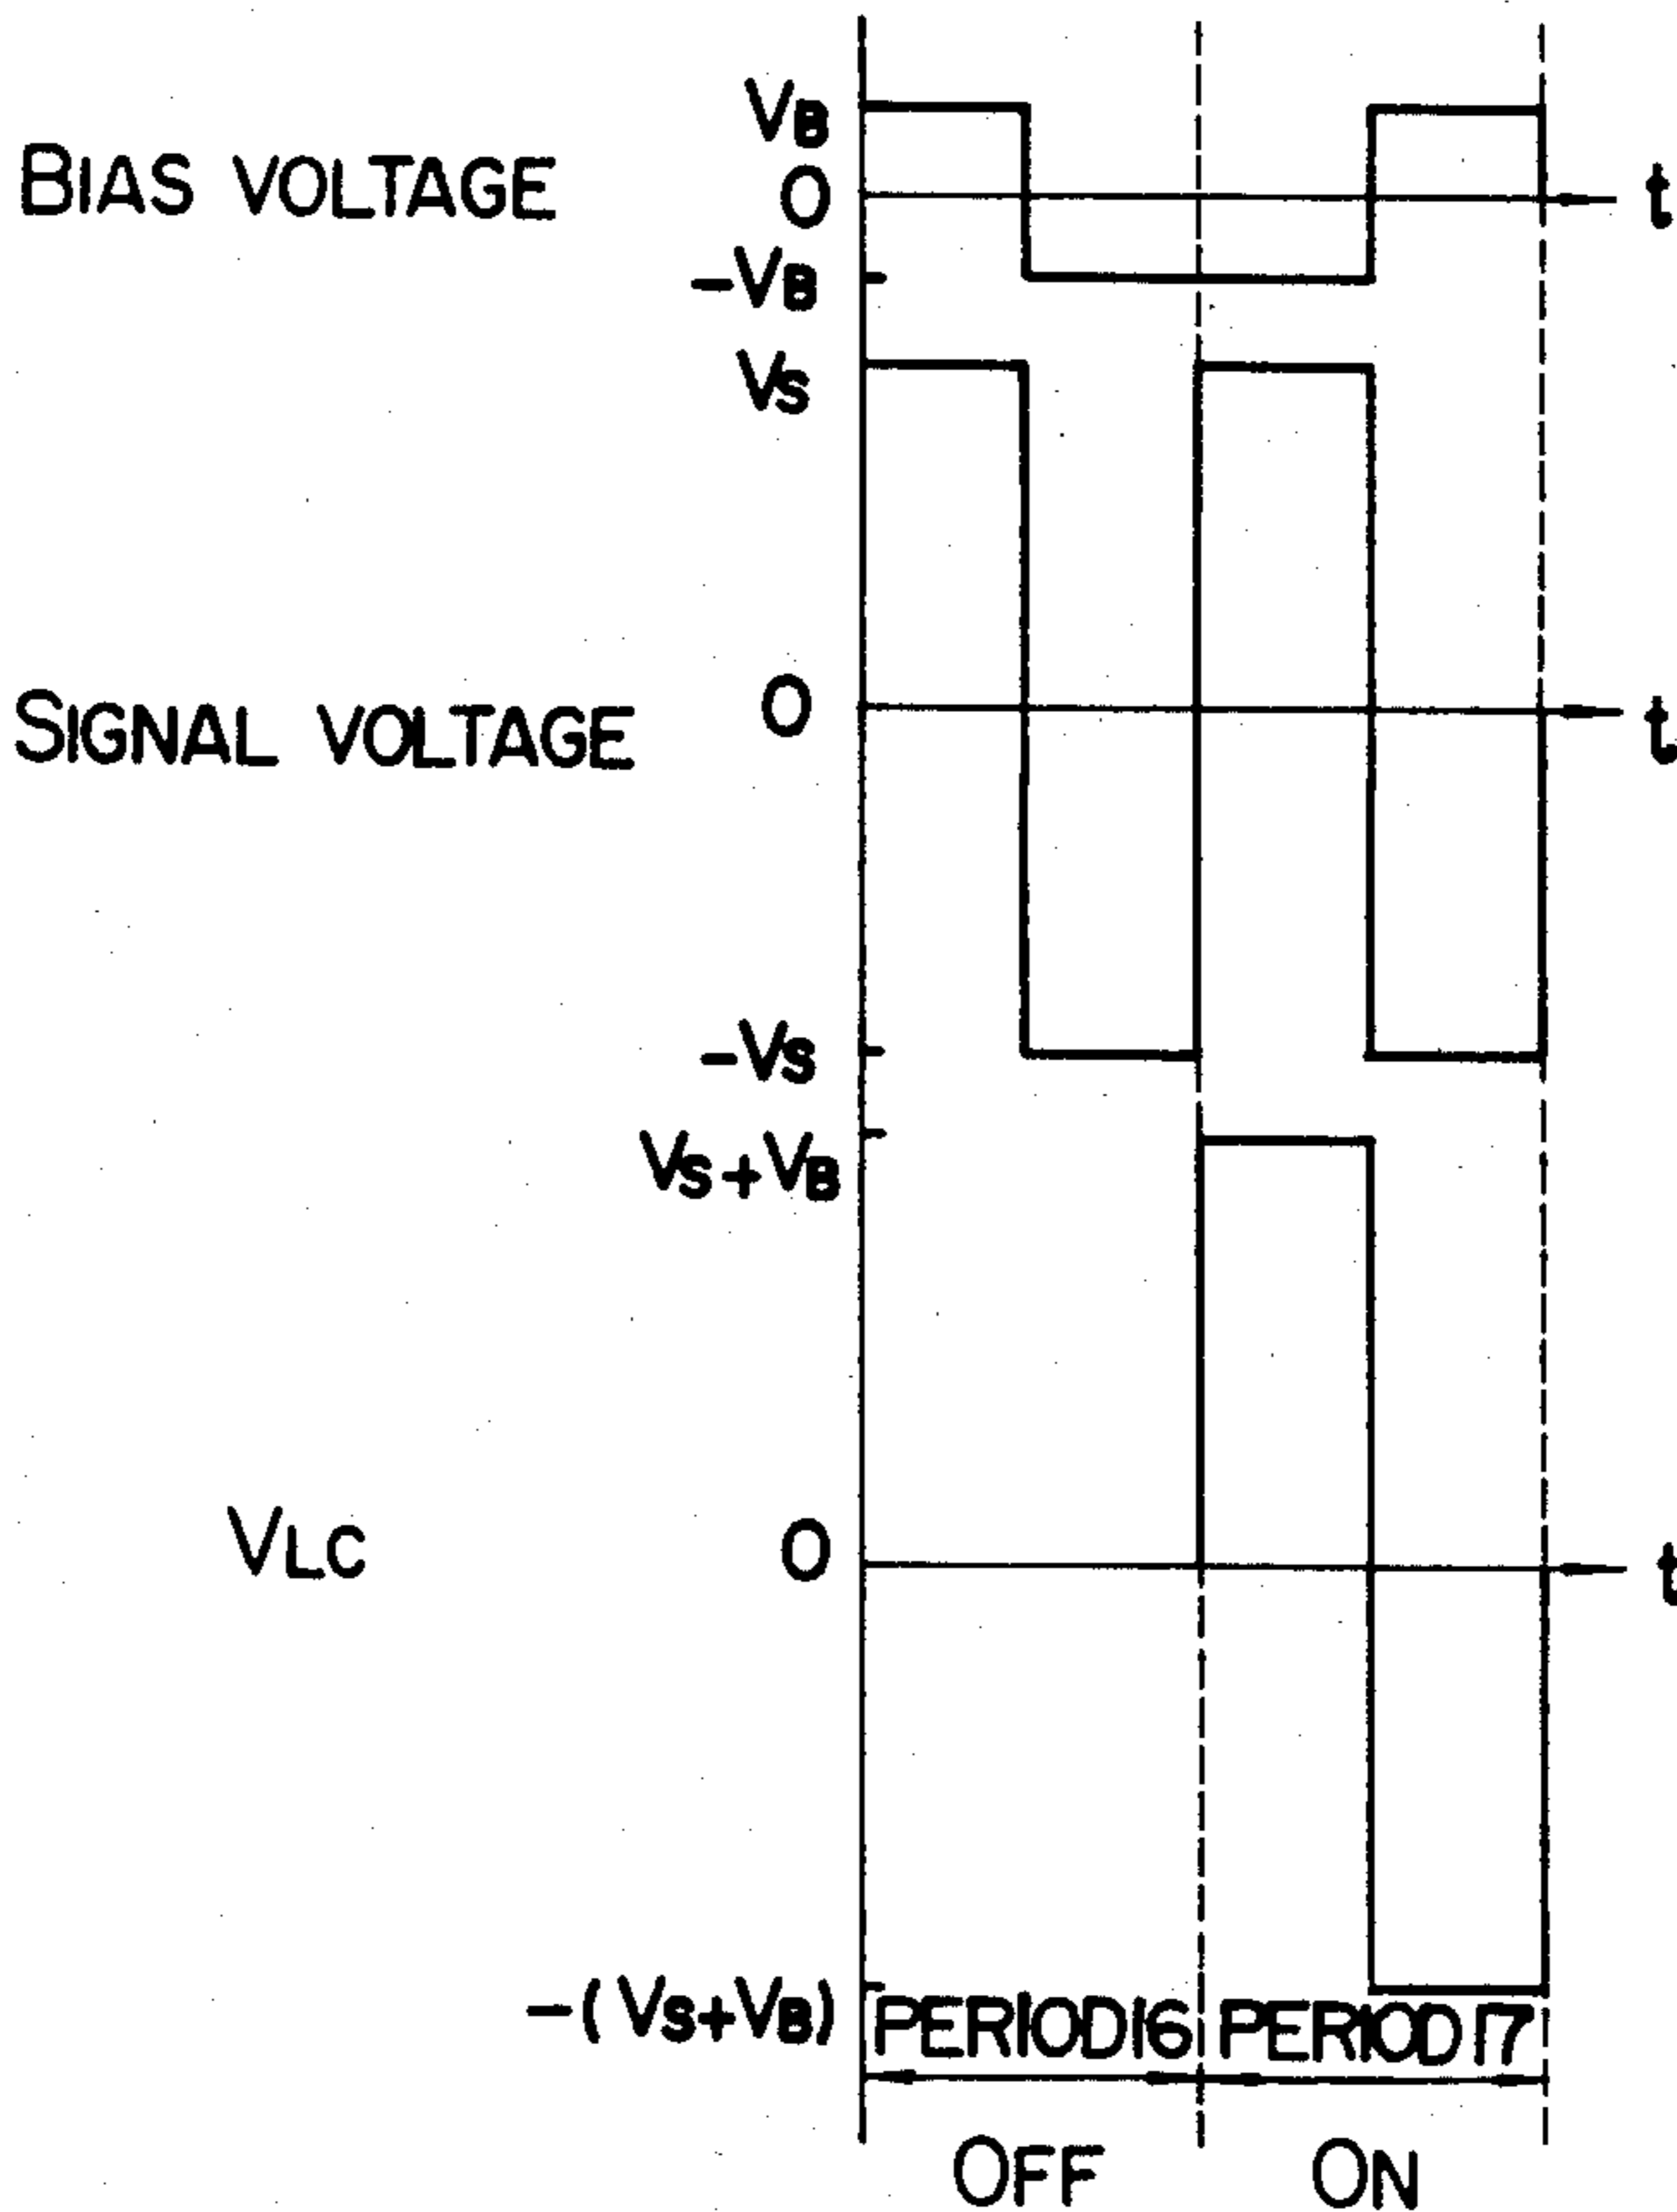 VB
BIAS VOLTAGE 0 t
-VB
VS
SIGNAL VOLTAGE 0 t
-VS
VS+VB
VLC 0 t
-(VS+VB) PERIOD16 PERIOD17
OFF ON